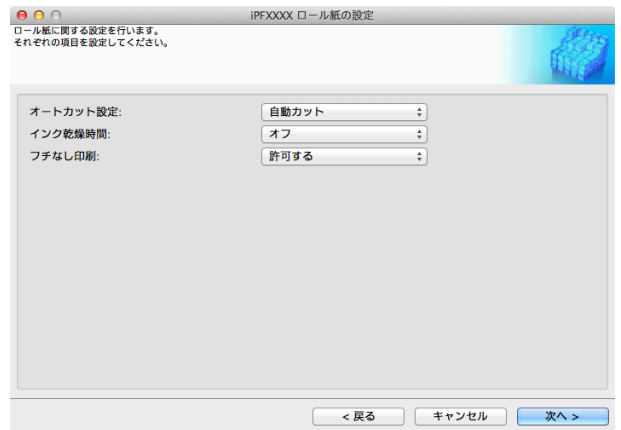 iPFXXXX ロール紙の設定
ロール紙に関する設定を行います。
それぞれの項目を設定してください。
オートカット設定: 自動カット
インク乾燥時間: オフ
フチなし印刷: 許可する
< 戻る キャンセル 次へ >